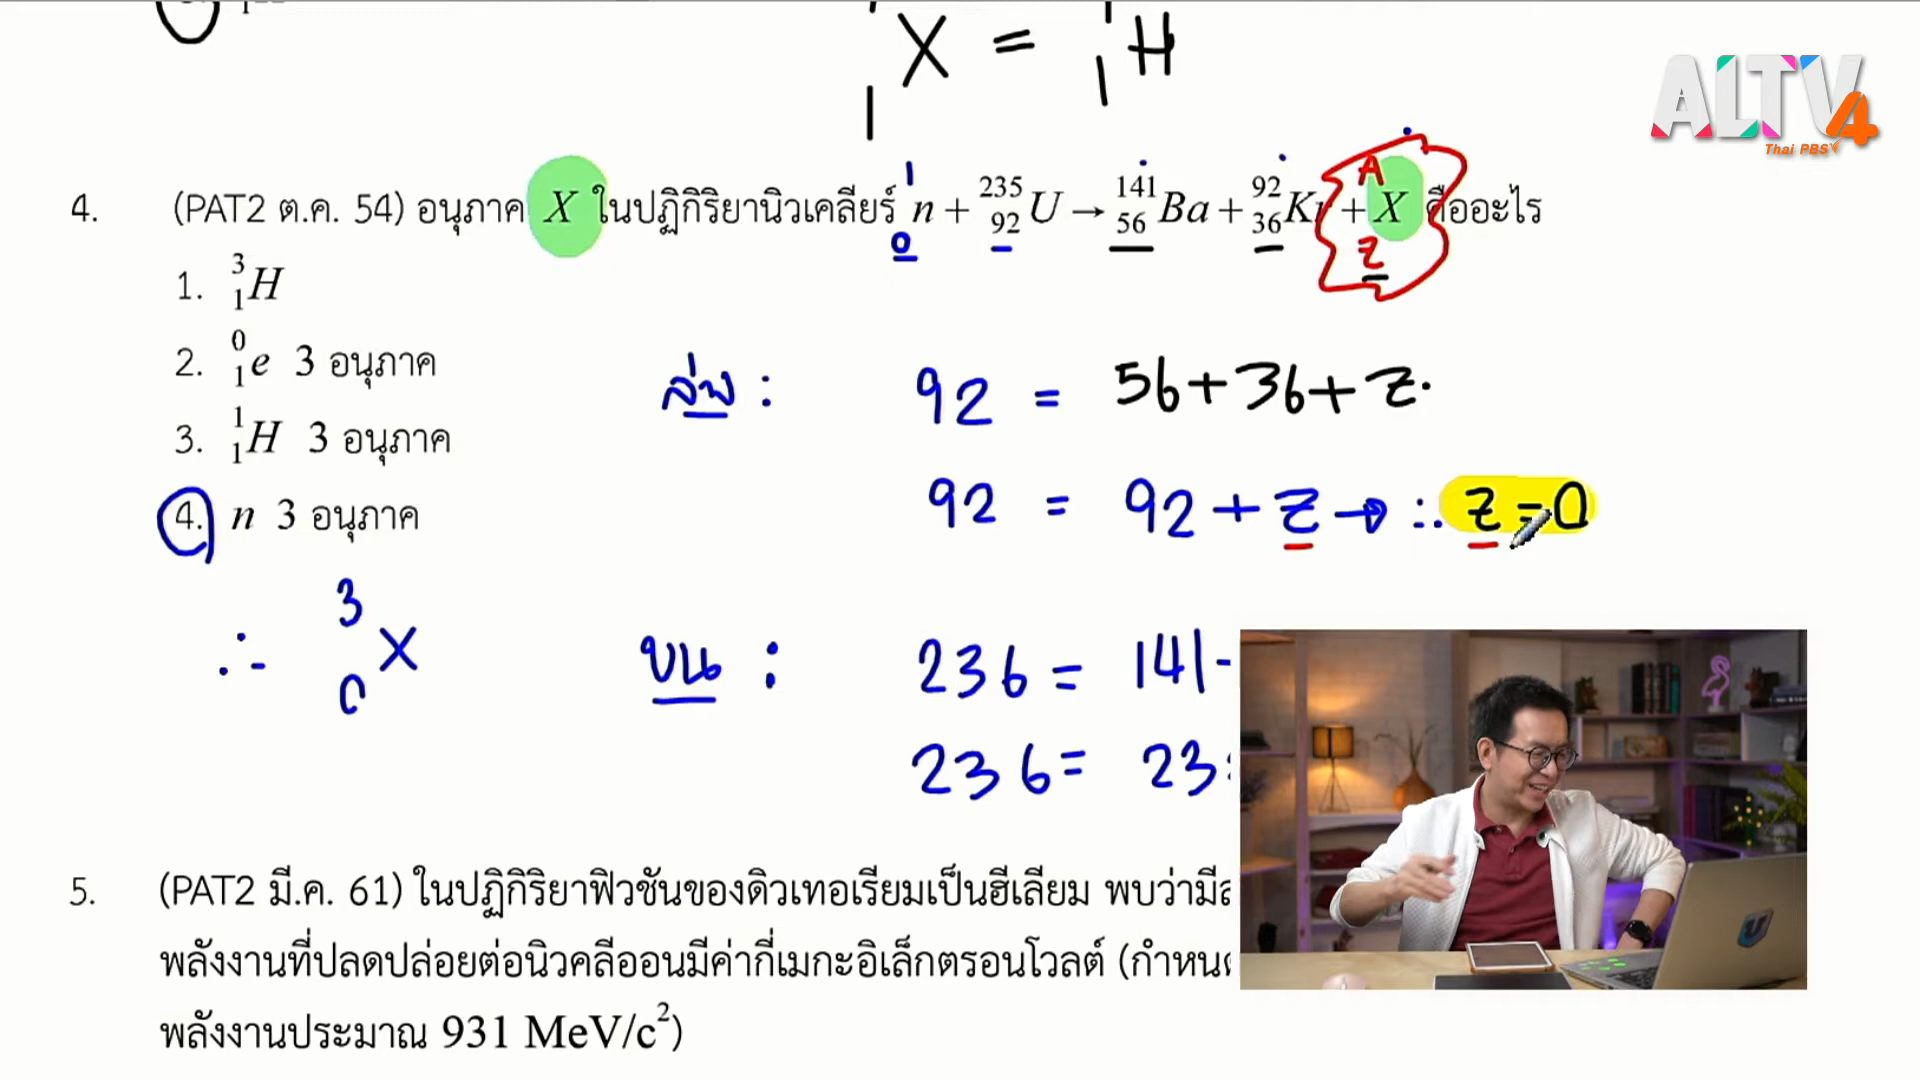 X = ¹₁H
1
ALTV4
Thai PBS
4. (PAT2 ต.ค. 54) อนุภาค X ในปฏิกิริยานิวเคลียร์ ¹₀n + ²³⁵₉₂U → ¹⁴¹₅₆Ba + ⁹²₃₆Kr + X คืออะไร
A
Z
1. ³₁H
2. ⁰₁e 3 อนุภาค
3. ¹₁H 3 อนุภาค
4. n 3 อนุภาค
ล่าง : 92 = 56+36+Z.
92 = 92 + Z → ∴ Z = 0
∴ ³₀X
บน : 236 = 141-
236 = 23
5. (PAT2 มี.ค. 61) ในปฏิกิริยาฟิวชันของดิวเทอเรียมเป็นฮีเลียม พบว่ามี
พลังงานที่ปลดปล่อยต่อนิวคลีออนมีค่ากี่เมกะอิเล็กตรอนโวลต์ (กำหน
พลังงานประมาณ 931 MeV/c²)